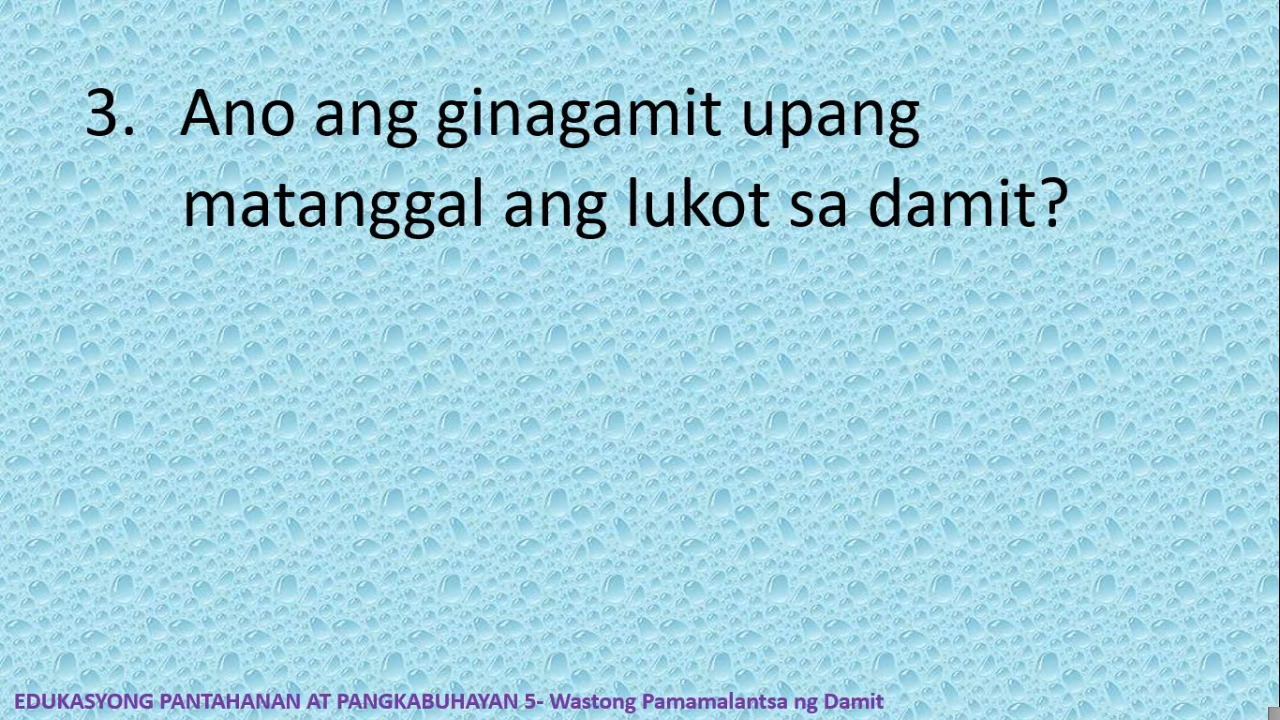 3. Ano ang ginagamit upang
matanggal ang lukot sa damit?
EDUKASYONG PANTAHANAN AT PANGKABUHAYAN 5- Wastong Pamamalantsa ng Damit